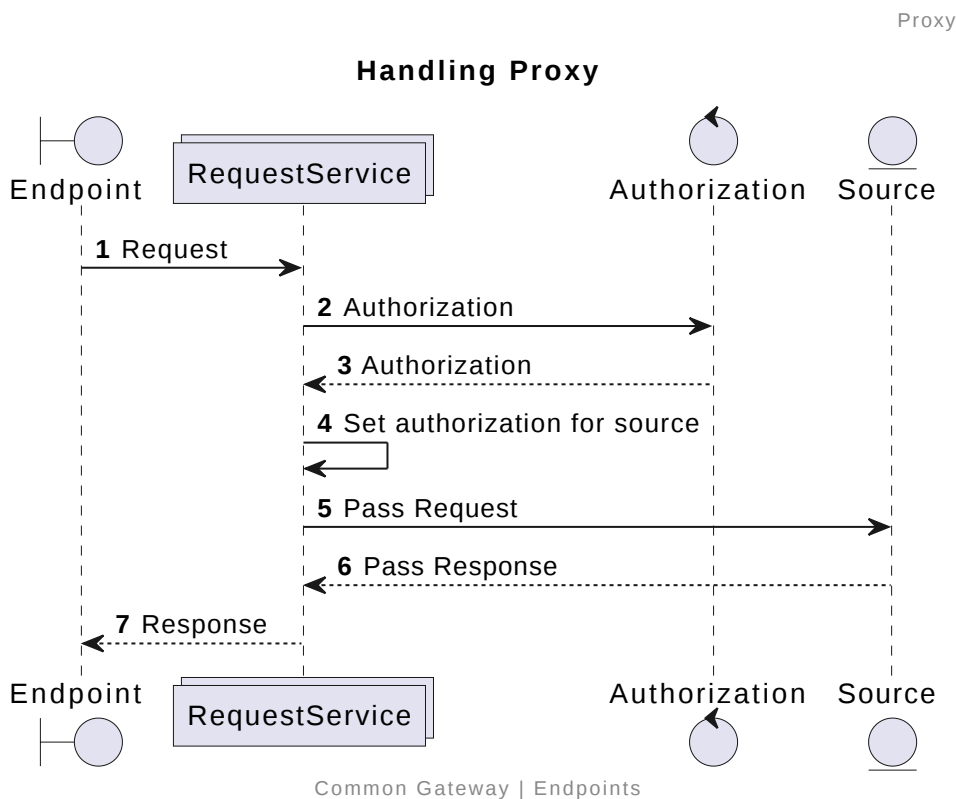 Proxy
Handling Proxy
Endpoint
RequestService
Authorization
Source
1 Request
2 Authorization
3 Authorization
4 Set authorization for source
5 Pass Request
6 Pass Response
7 Response
Endpoint
RequestService
Authorization
Source
Common Gateway | Endpoints